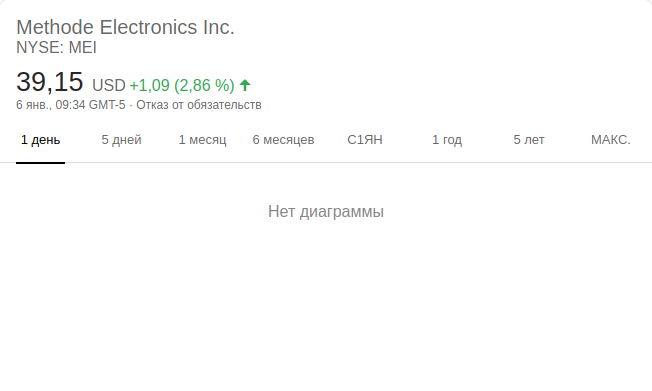 Methode Electronics Inc.
NYSE: MEI
39,15 USD +1,09 (2,86 %)
6 янв., 09:34 GMT-5 · Отказ от обязательств
1 день 5 дней 1 месяц 6 месяцев С1ЯН 1 год 5 лет МАКС.
Нет диаграммы